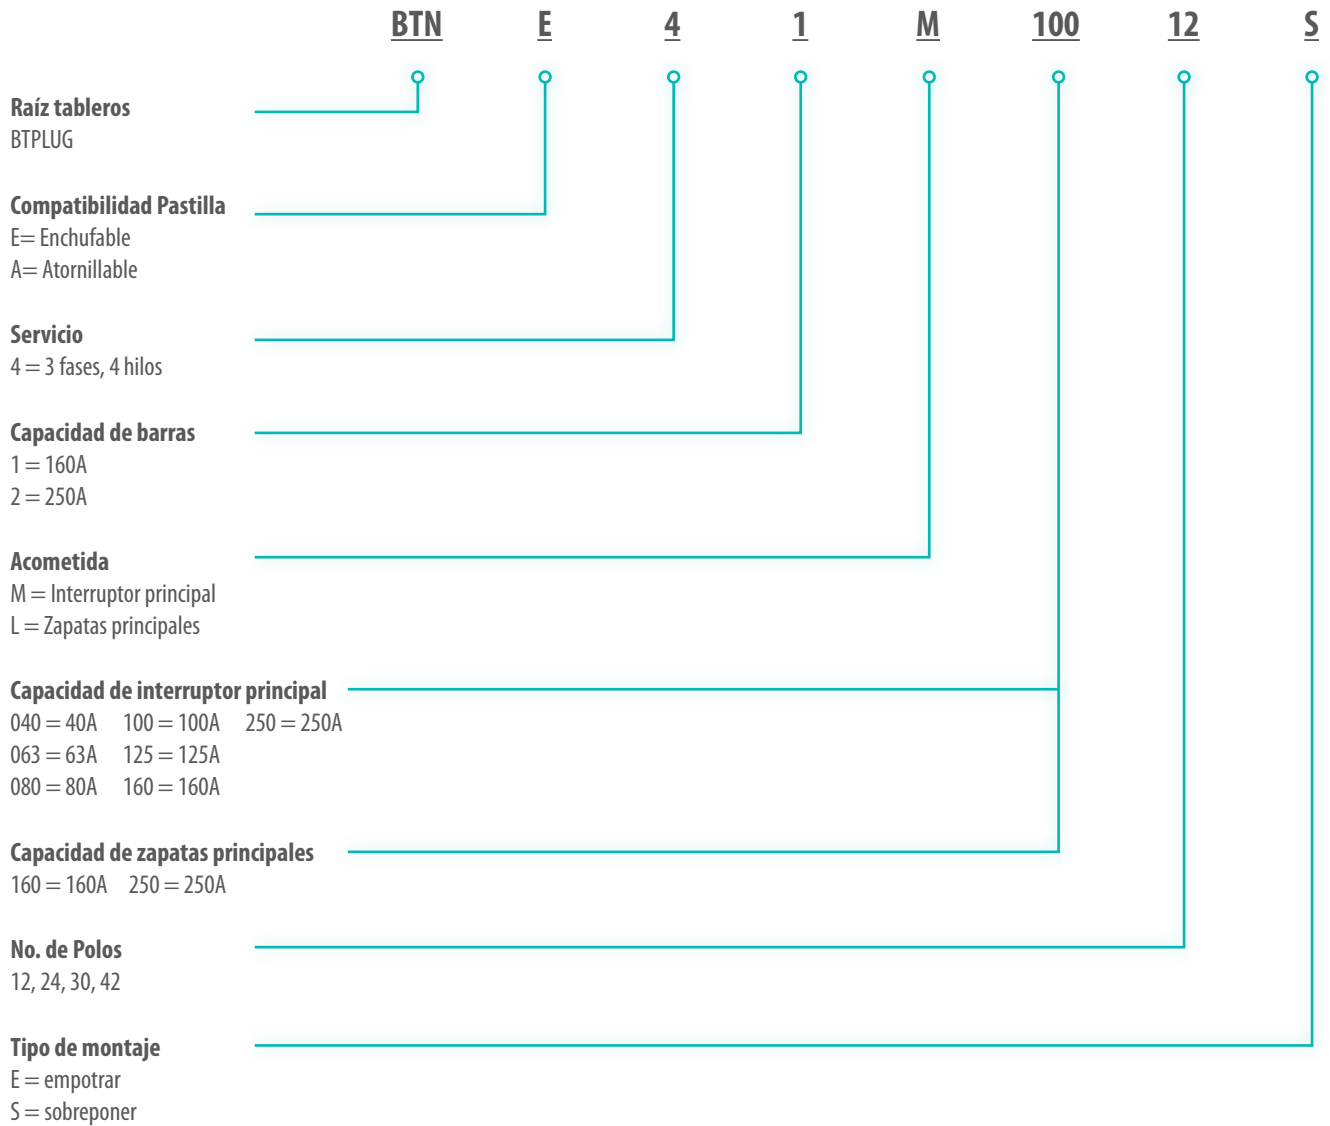 BTN E 4 1 M 100 12 S
Raíz tableros
BTPLUG
Compatibilidad Pastilla
E= Enchufable
A= Atornillable
Servicio
4 = 3 fases, 4 hilos
Capacidad de barras
1 = 160A
2 = 250A
Acometida
M = Interruptor principal
L = Zapatas principales
Capacidad de interruptor principal
040 = 40A 100 = 100A 250 = 250A
063 = 63A 125 = 125A
080 = 80A 160 = 160A
Capacidad de zapatas principales
160 = 160A 250 = 250A
No. de Polos
12, 24, 30, 42
Tipo de montaje
E = empotrar
S = sobreponer